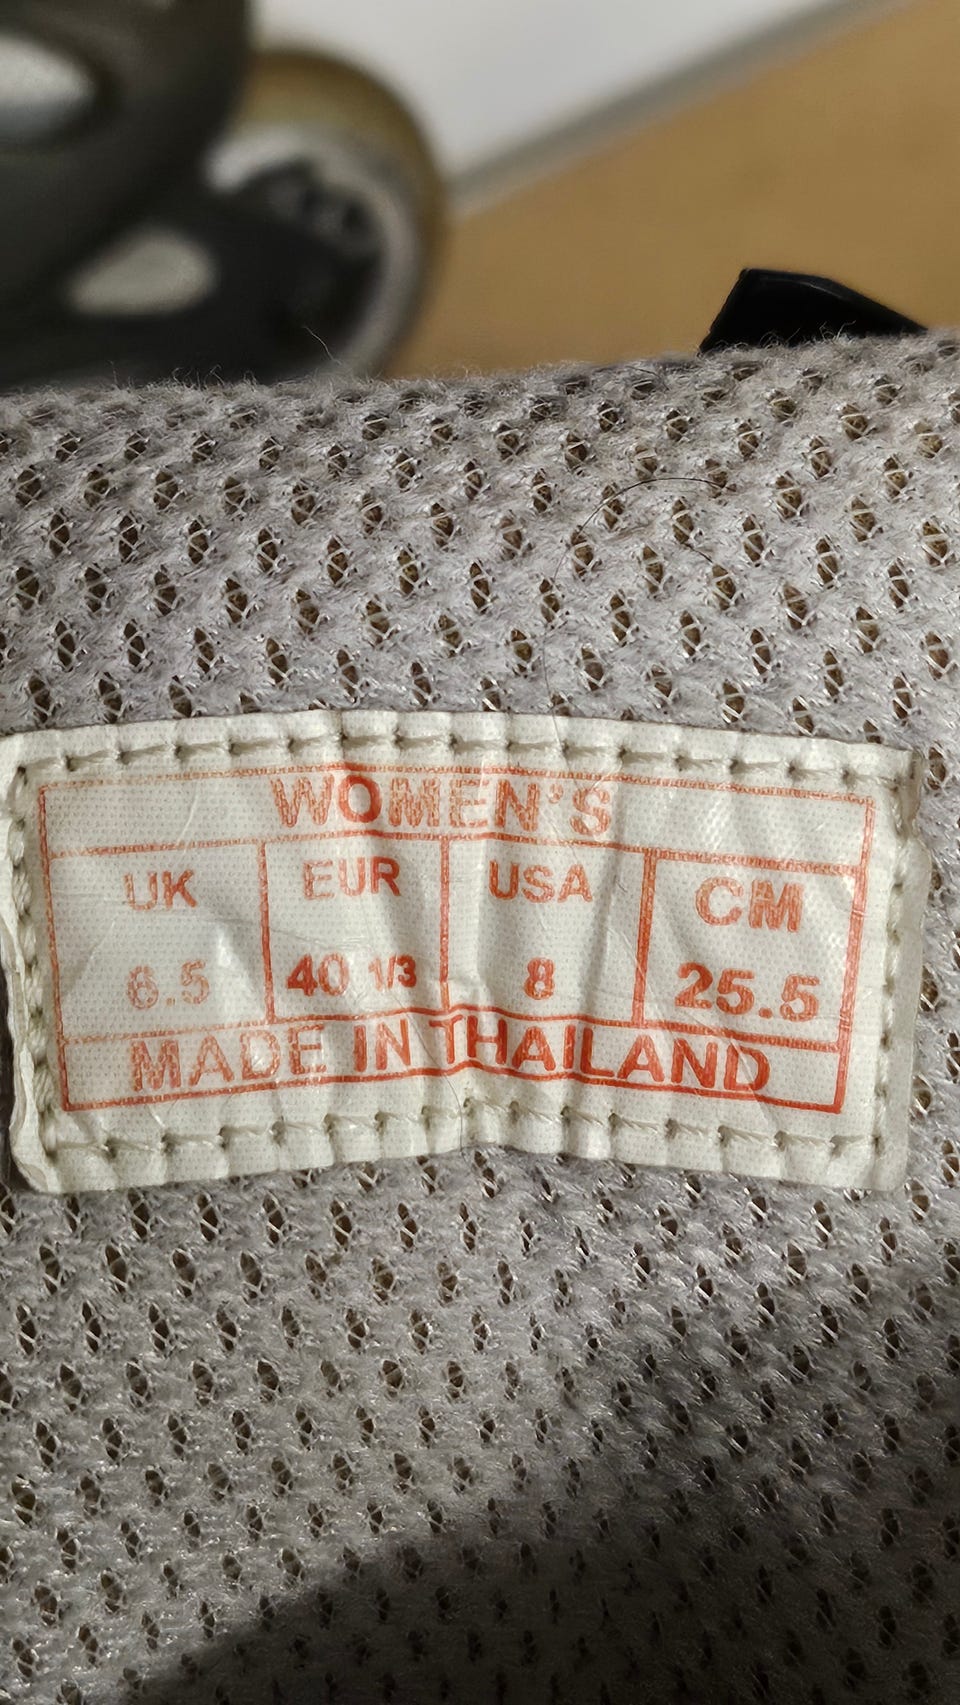 WOMEN'S
UK EUR USA CM
6.5 40 1/3 8 25.5
MADE IN THAILAND